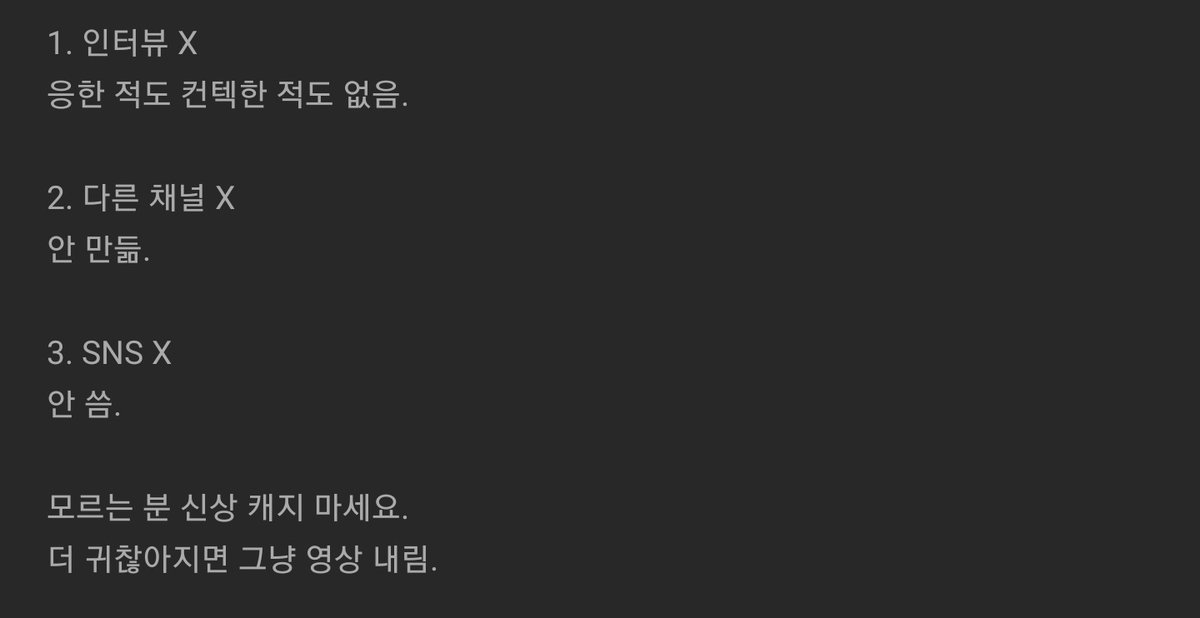 1. 인터뷰 X
응한 적도 컨텍한 적도 없음.
2. 다른 채널 X
안 만듦.
3. SNS X
안 씀.
모르는 분 신상 캐지 마세요.
더 귀찮아지면 그냥 영상 내림.